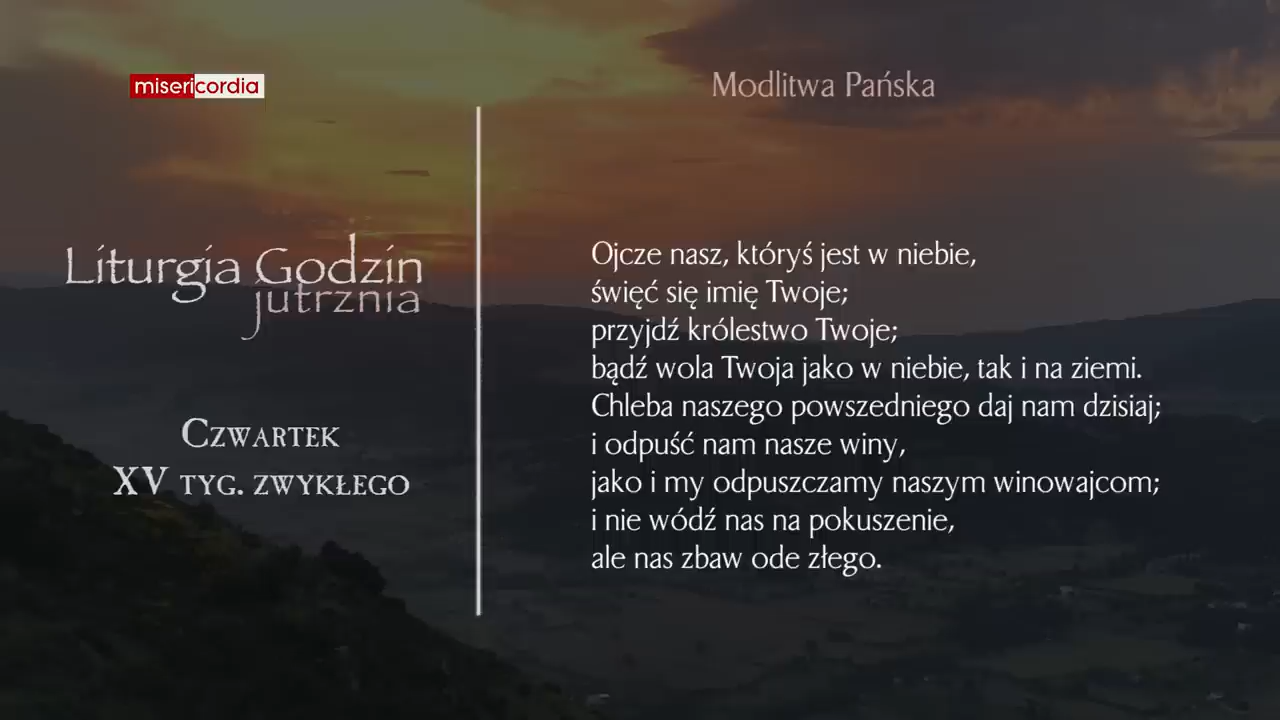 misericordia
Liturgia Godzin
jutrznia
Czwartek
XV tyg. zwykłego
Modlitwa Pańska
Ojcze nasz, któryś jest w niebie,
święć się imię Twoje;
przyjdź królestwo Twoje;
bądź wola Twoja jako w niebie, tak i na ziemi.
Chleba naszego powszedniego daj nam dzisiaj;
i odpuść nam nasze winy,
jako i my odpuszczamy naszym winowajcom;
i nie wódź nas na pokuszenie,
ale nas zbaw ode złego.